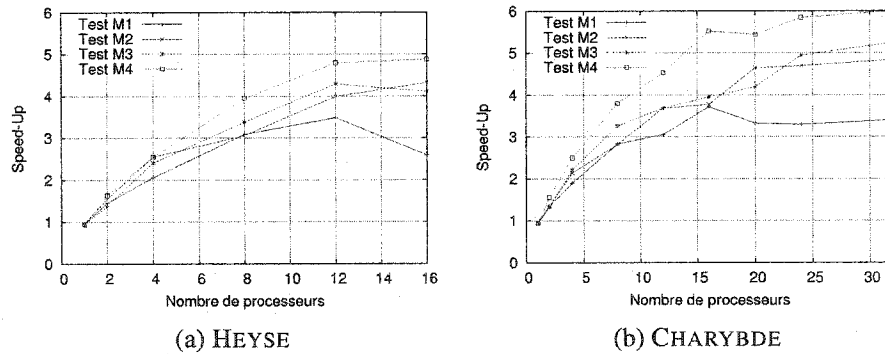 6
5
4
3
2
1
0
Speed-Up
Test M1
Test M2
Test M3
Test M4
0 2 4 6 8 10 12 14 16
Nombre de processeurs
(a) HEYSE
6
5
4
3
2
1
0
Speed-Up
Test M1
Test M2
Test M3
Test M4
0 5 10 15 20 25 30
Nombre de processeurs
(b) CHARYBDE